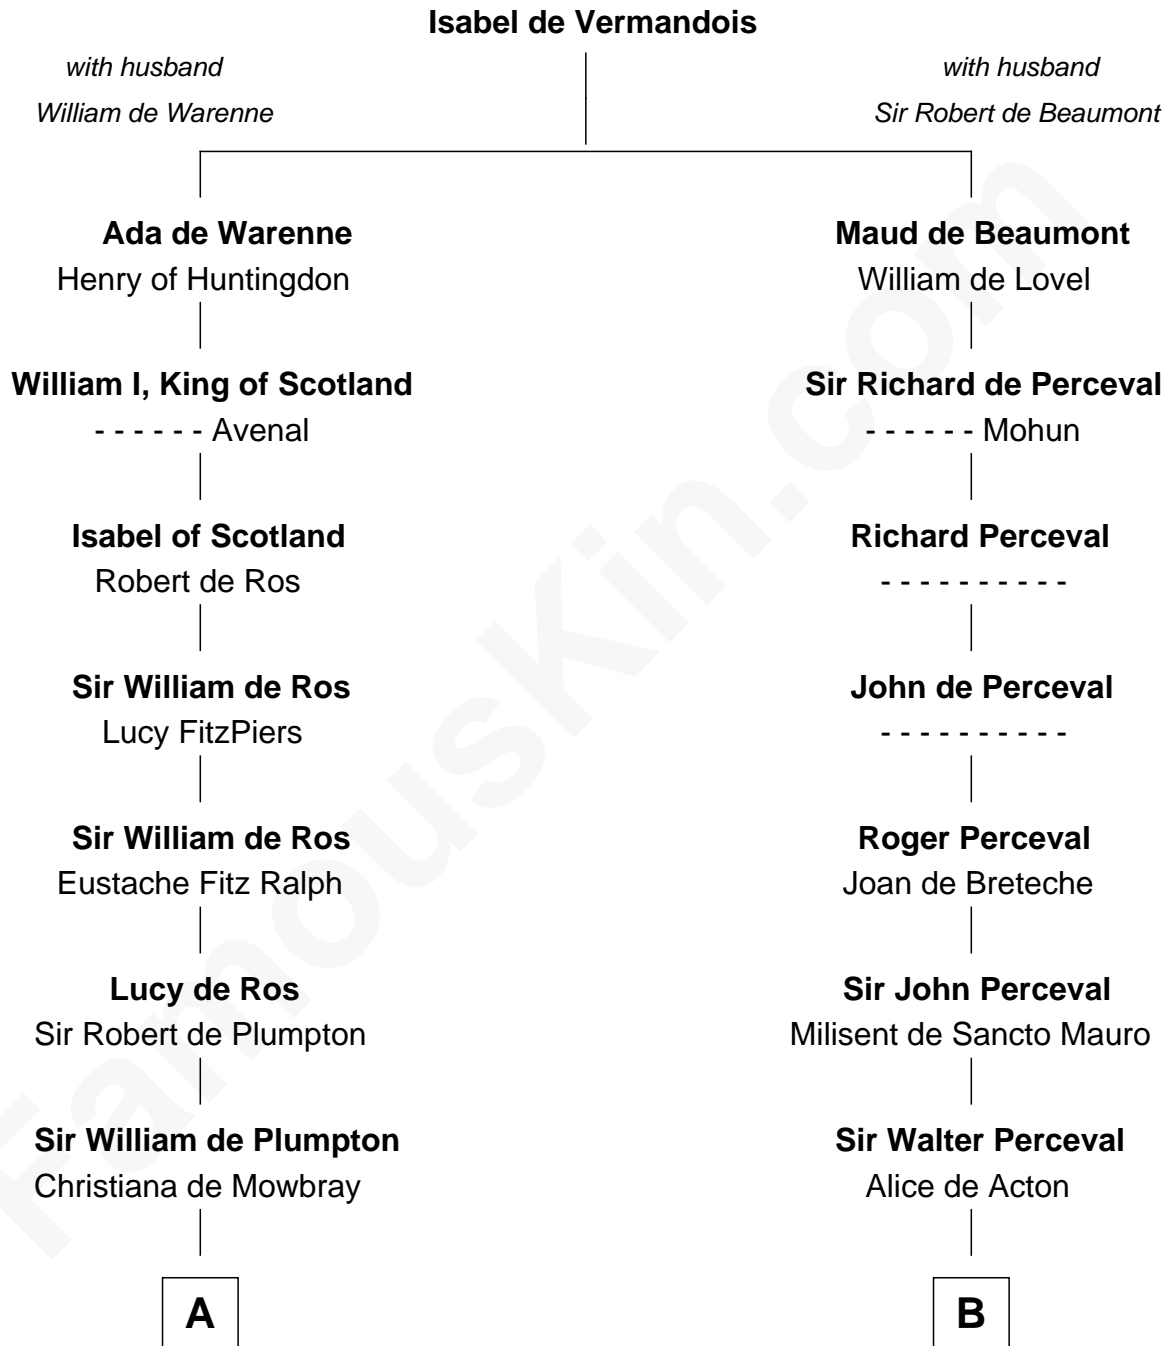 Isabel de Vermandois
with husband
William de Warenne
with husband
Sir Robert de Beaumont
Ada de Warenne
Henry of Huntingdon
Maud de Beaumont
William de Lovel
William I, King of Scotland
- - - - - - Avenal
Sir Richard de Perceval
- - - - - - Mohun
Isabel of Scotland
Robert de Ros
Richard Perceval
- - - - - - - - - -
Sir William de Ros
Lucy FitzPiers
John de Perceval
- - - - - - - - - -
Sir William de Ros
Eustache Fitz Ralph
Roger Perceval
Joan de Breteche
Lucy de Ros
Sir Robert de Plumpton
Sir John Perceval
Milisent de Sancto Mauro
Sir William de Plumpton
Christiana de Mowbray
Sir Walter Perceval
Alice de Acton
A
B
FamousKin.com